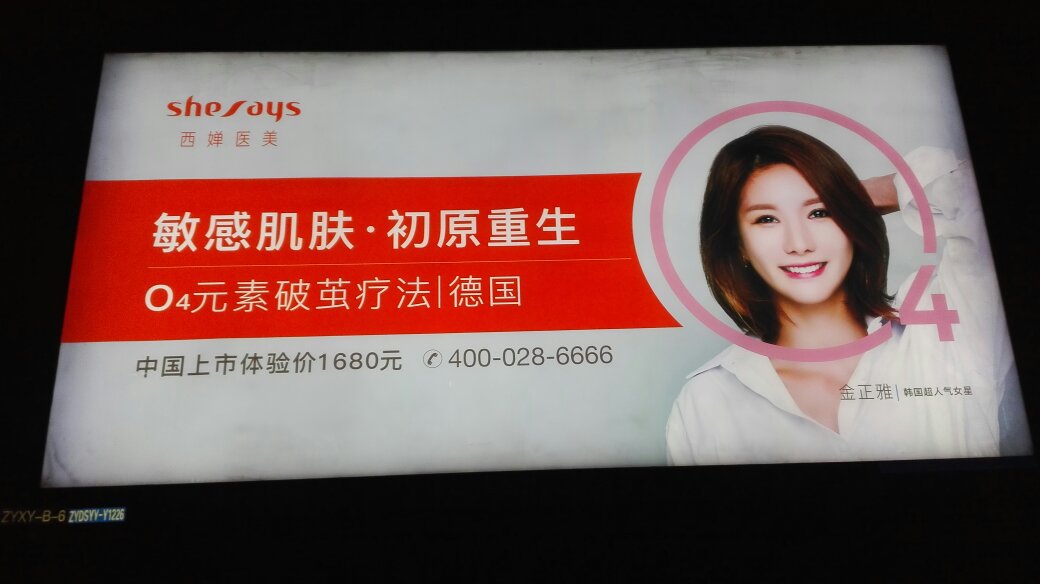 shesays
西婵医美
敏感肌肤·初原重生
O4元素破茧疗法|德国
中国上市体验价1680元 ✆400-028-6666
O4
金正雅|韩国超人气女星
ZYXY-B-6 ZYDSYY-Y1226